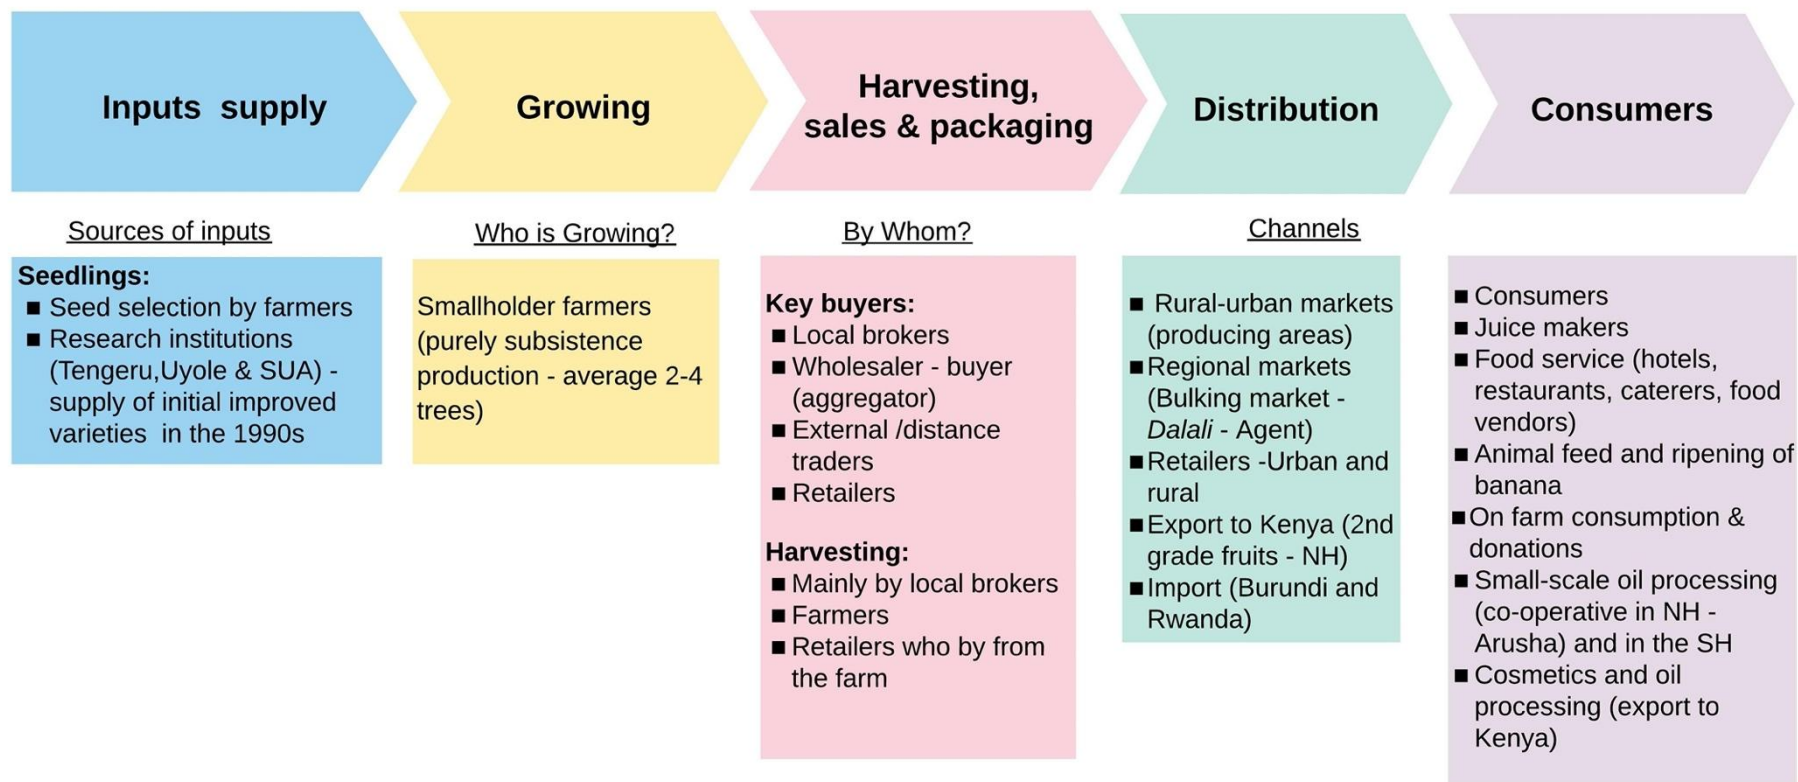 Inputs supply
Growing
Harvesting,
sales & packaging
Distribution
Consumers
Sources of inputs
Seedlings:
■ Seed selection by farmers
■ Research institutions
(Tengeru,Uyole & SUA) -
supply of initial improved
varieties in the 1990s
Who is Growing?
Smallholder farmers
(purely subsistence
production - average 2-4
trees)
By Whom?
Key buyers:
■ Local brokers
■ Wholesaler - buyer
(aggregator)
■ External /distance
traders
■ Retailers
Harvesting:
■ Mainly by local brokers
■ Farmers
■ Retailers who by from
the farm
Channels
■ Rural-urban markets
(producing areas)
■ Regional markets
(Bulking market -
Dalali - Agent)
■ Retailers -Urban and
rural
■ Export to Kenya (2nd
grade fruits - NH)
■ Import (Burundi and
Rwanda)
■ Consumers
■ Juice makers
■ Food service (hotels,
restaurants, caterers, food
vendors)
■ Animal feed and ripening of
banana
■ On farm consumption &
donations
■ Small-scale oil processing
(co-operative in NH -
Arusha) and in the SH
■ Cosmetics and oil
processing (export to
Kenya)